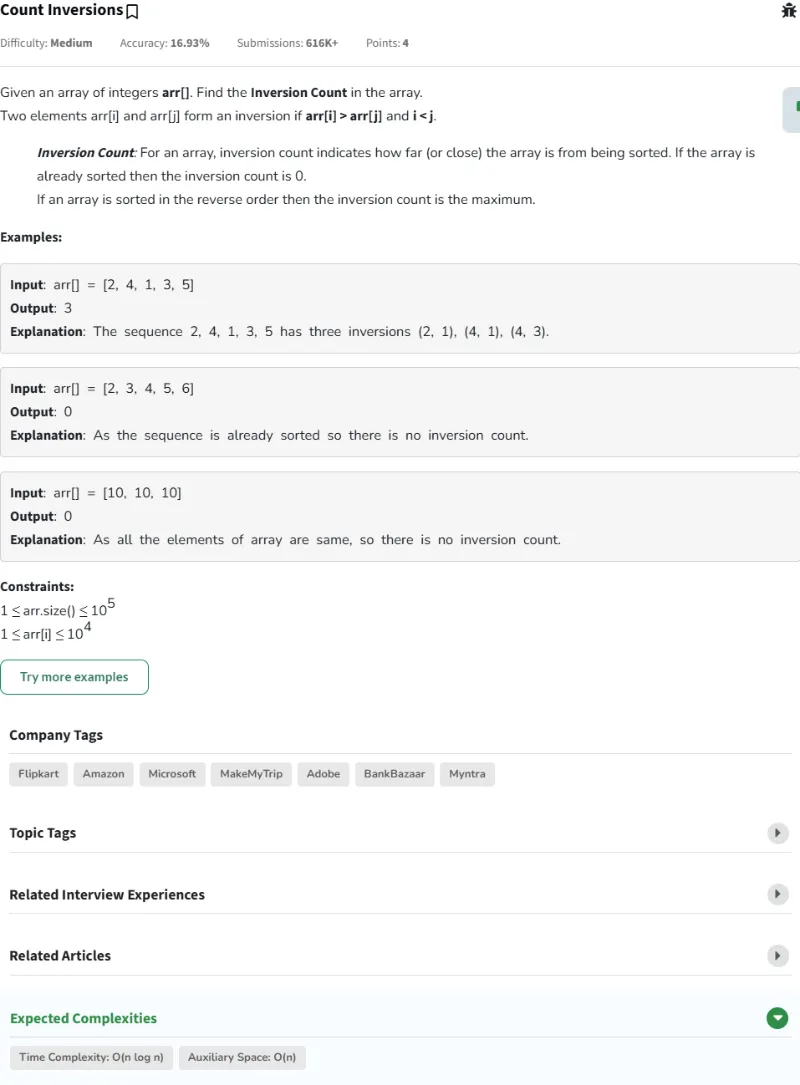 Count Inversions
Difficulty: Medium Accuracy: 16.93% Submissions: 616K+ Points: 4
Given an array of integers arr[]. Find the Inversion Count in the array.
Two elements arr[i] and arr[j] form an inversion if arr[i] > arr[j] and i < j.
Inversion Count: For an array, inversion count indicates how far (or close) the array is from being sorted. If the array is
already sorted then the inversion count is 0.
If an array is sorted in the reverse order then the inversion count is the maximum.
Examples:
Input: arr[] = [2, 4, 1, 3, 5]
Output: 3
Explanation: The sequence 2, 4, 1, 3, 5 has three inversions (2, 1), (4, 1), (4, 3).
Input: arr[] = [2, 3, 4, 5, 6]
Output: 0
Explanation: As the sequence is already sorted so there is no inversion count.
Input: arr[] = [10, 10, 10]
Output: 0
Explanation: As all the elements of array are same, so there is no inversion count.
Constraints:
1 ≤ arr.size() ≤ 10⁵
1 ≤ arr[i] ≤ 10⁴
Try more examples
Company Tags
Flipkart Amazon Microsoft MakeMyTrip Adobe BankBazaar Myntra
Topic Tags
Related Interview Experiences
Related Articles
Expected Complexities
Time Complexity: O(n log n) Auxiliary Space: O(n)